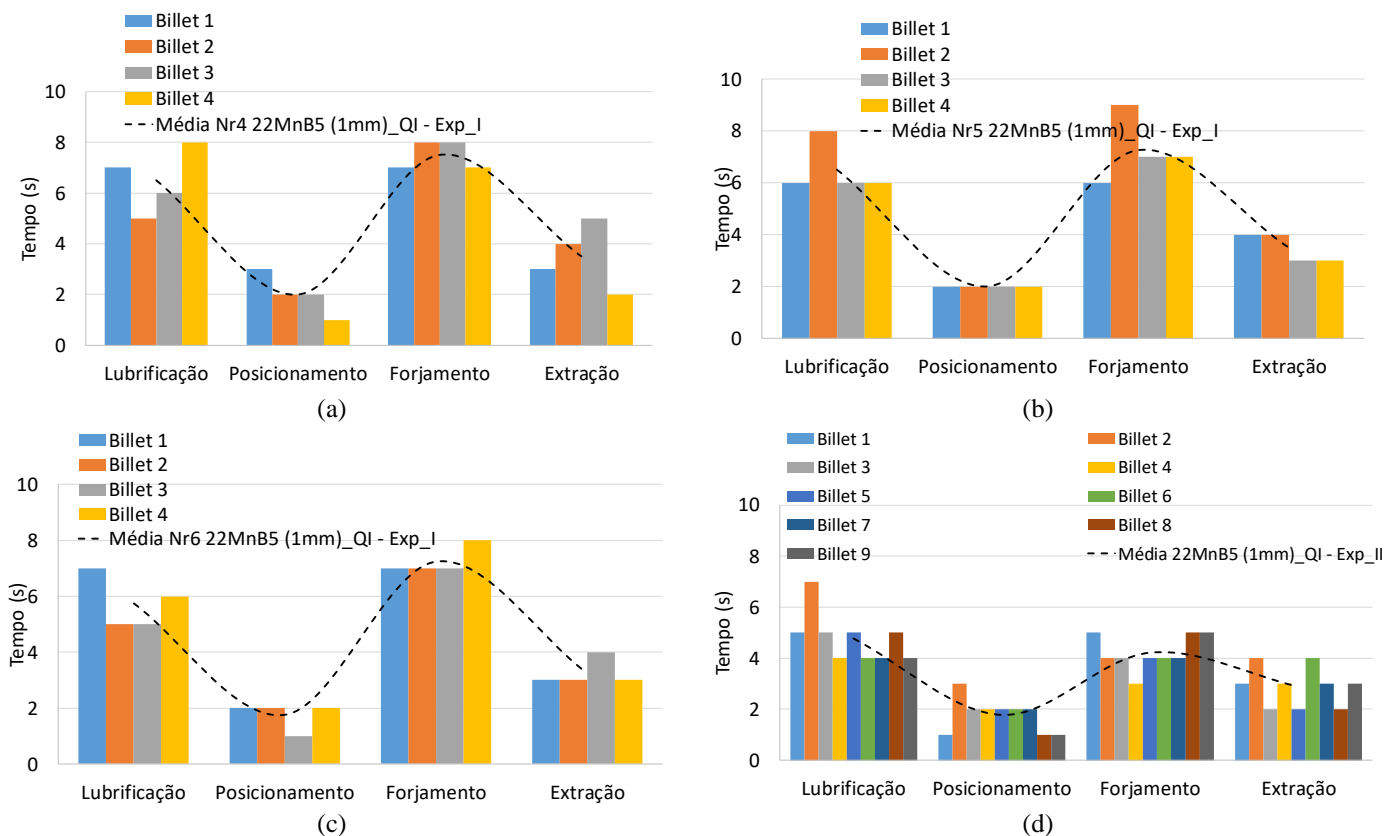 Billet 1
Billet 2
Billet 3
Billet 4
Média Nr4 22MnB5 (1mm)_QI - Exp_I
Tempo (s)
10
8
6
4
2
0
Lubrificação Posicionamento Forjamento Extração
(a)
Billet 1
Billet 2
Billet 3
Billet 4
Média Nr5 22MnB5 (1mm)_QI - Exp_I
Tempo (s)
10
8
6
4
2
0
Lubrificação Posicionamento Forjamento Extração
(b)
Billet 1
Billet 2
Billet 3
Billet 4
Média Nr6 22MnB5 (1mm)_QI - Exp_I
Tempo (s)
10
8
6
4
2
0
Lubrificação Posicionamento Forjamento Extração
(c)
Billet 1 Billet 2
Billet 3 Billet 4
Billet 5 Billet 6
Billet 7 Billet 8
Billet 9 Média 22MnB5 (1mm)_QI - Exp_II
Tempo (s)
10
8
6
4
2
0
Lubrificação Posicionamento Forjamento Extração
(d)